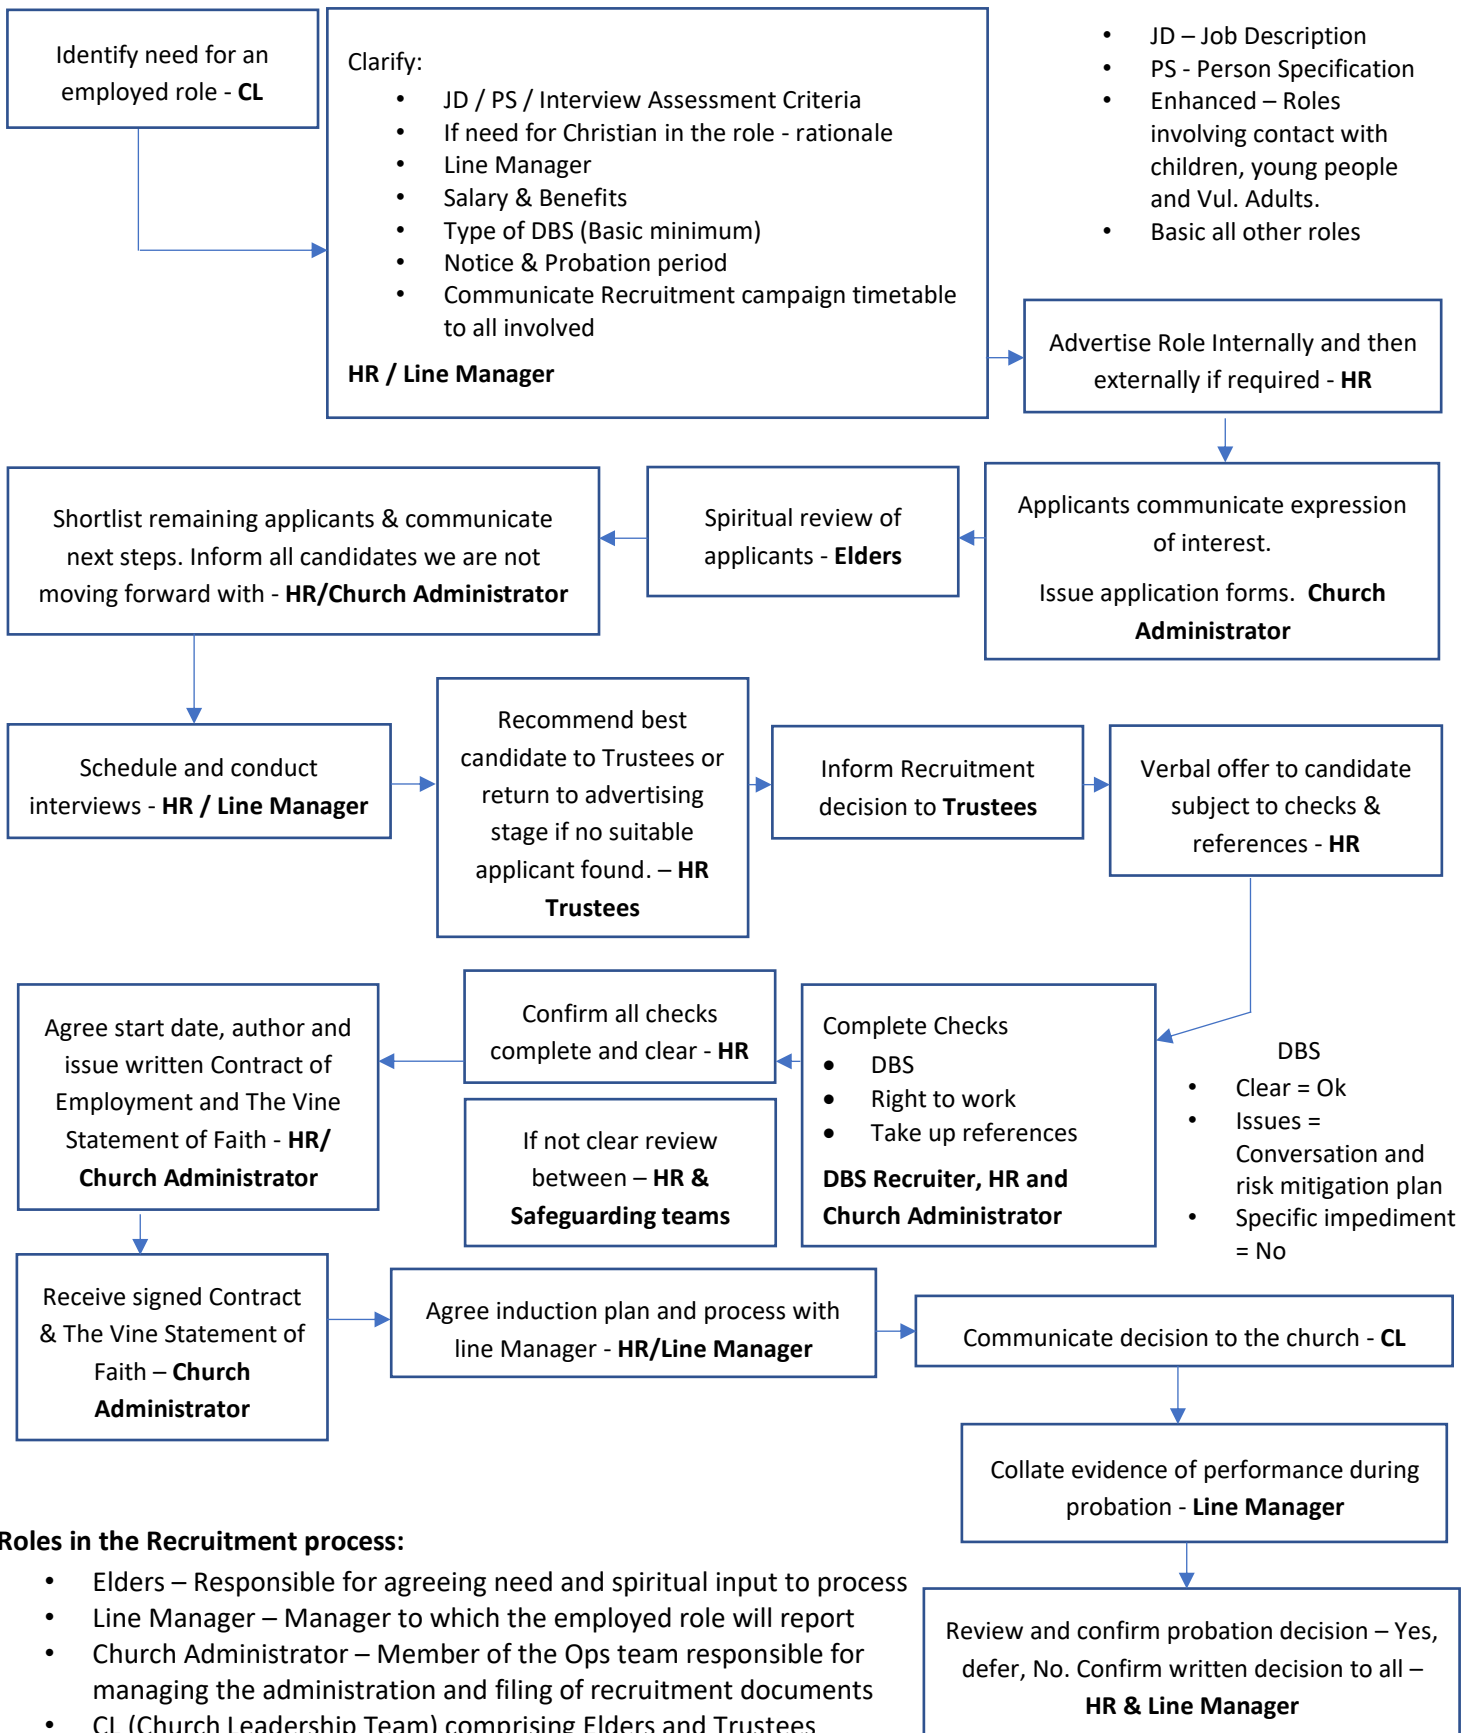 Identify need for an
employed role - CL
Clarify:
• JD / PS / Interview Assessment Criteria
• If need for Christian in the role - rationale
• Line Manager
• Salary & Benefits
• Type of DBS (Basic minimum)
• Notice & Probation period
• Communicate Recruitment campaign timetable
to all involved
HR / Line Manager
• JD – Job Description
• PS - Person Specification
• Enhanced – Roles
involving contact with
children, young people
and Vul. Adults.
• Basic all other roles
Advertise Role Internally and then
externally if required - HR
Applicants communicate expression
of interest.
Issue application forms. Church
Administrator
Spiritual review of
applicants - Elders
Shortlist remaining applicants & communicate
next steps. Inform all candidates we are not
moving forward with - HR/Church Administrator
Schedule and conduct
interviews - HR / Line Manager
Recommend best
candidate to Trustees or
return to advertising
stage if no suitable
applicant found. – HR
Trustees
Inform Recruitment
decision to Trustees
Verbal offer to candidate
subject to checks &
references - HR
Complete Checks
• DBS
• Right to work
• Take up references
DBS Recruiter, HR and
Church Administrator
DBS
• Clear = Ok
• Issues =
Conversation and
risk mitigation plan
• Specific impediment
= No
Confirm all checks
complete and clear - HR
If not clear review
between – HR &
Safeguarding teams
Agree start date, author and
issue written Contract of
Employment and The Vine
Statement of Faith - HR/
Church Administrator
Receive signed Contract
& The Vine Statement of
Faith – Church
Administrator
Agree induction plan and process with
line Manager - HR/Line Manager
Communicate decision to the church - CL
Collate evidence of performance during
probation - Line Manager
Review and confirm probation decision – Yes,
defer, No. Confirm written decision to all –
HR & Line Manager
Roles in the Recruitment process:
• Elders – Responsible for agreeing need and spiritual input to process
• Line Manager – Manager to which the employed role will report
• Church Administrator – Member of the Ops team responsible for
managing the administration and filing of recruitment documents
• CL (Church Leadership Team) comprising Elders and Trustees